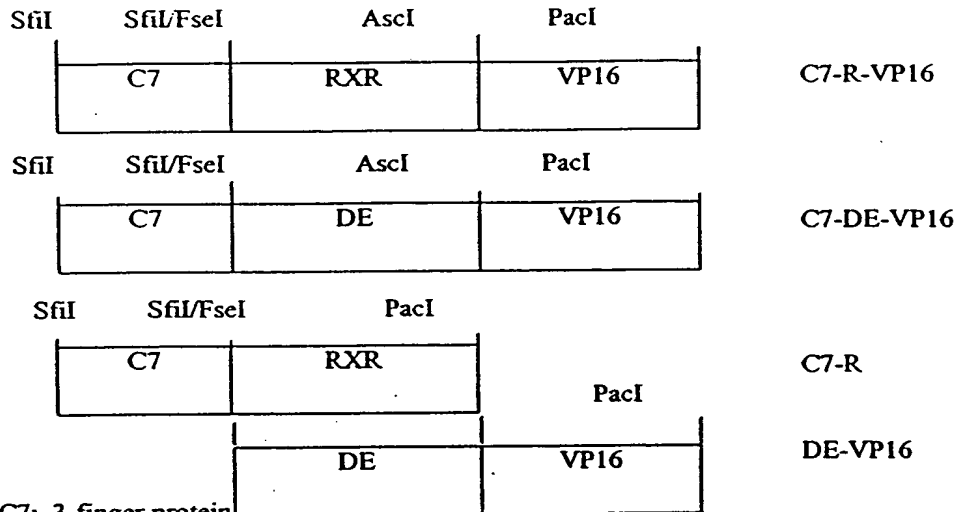 SfiI SfiI/FseI AscI PacI
C7 RXR VP16 C7-R-VP16
SfiI SfiI/FseI AscI PacI
C7 DE VP16 C7-DE-VP16
SfiI SfiI/FseI PacI
C7 RXR C7-R
PacI
DE VP16 DE-VP16
C7: 3 finger protein